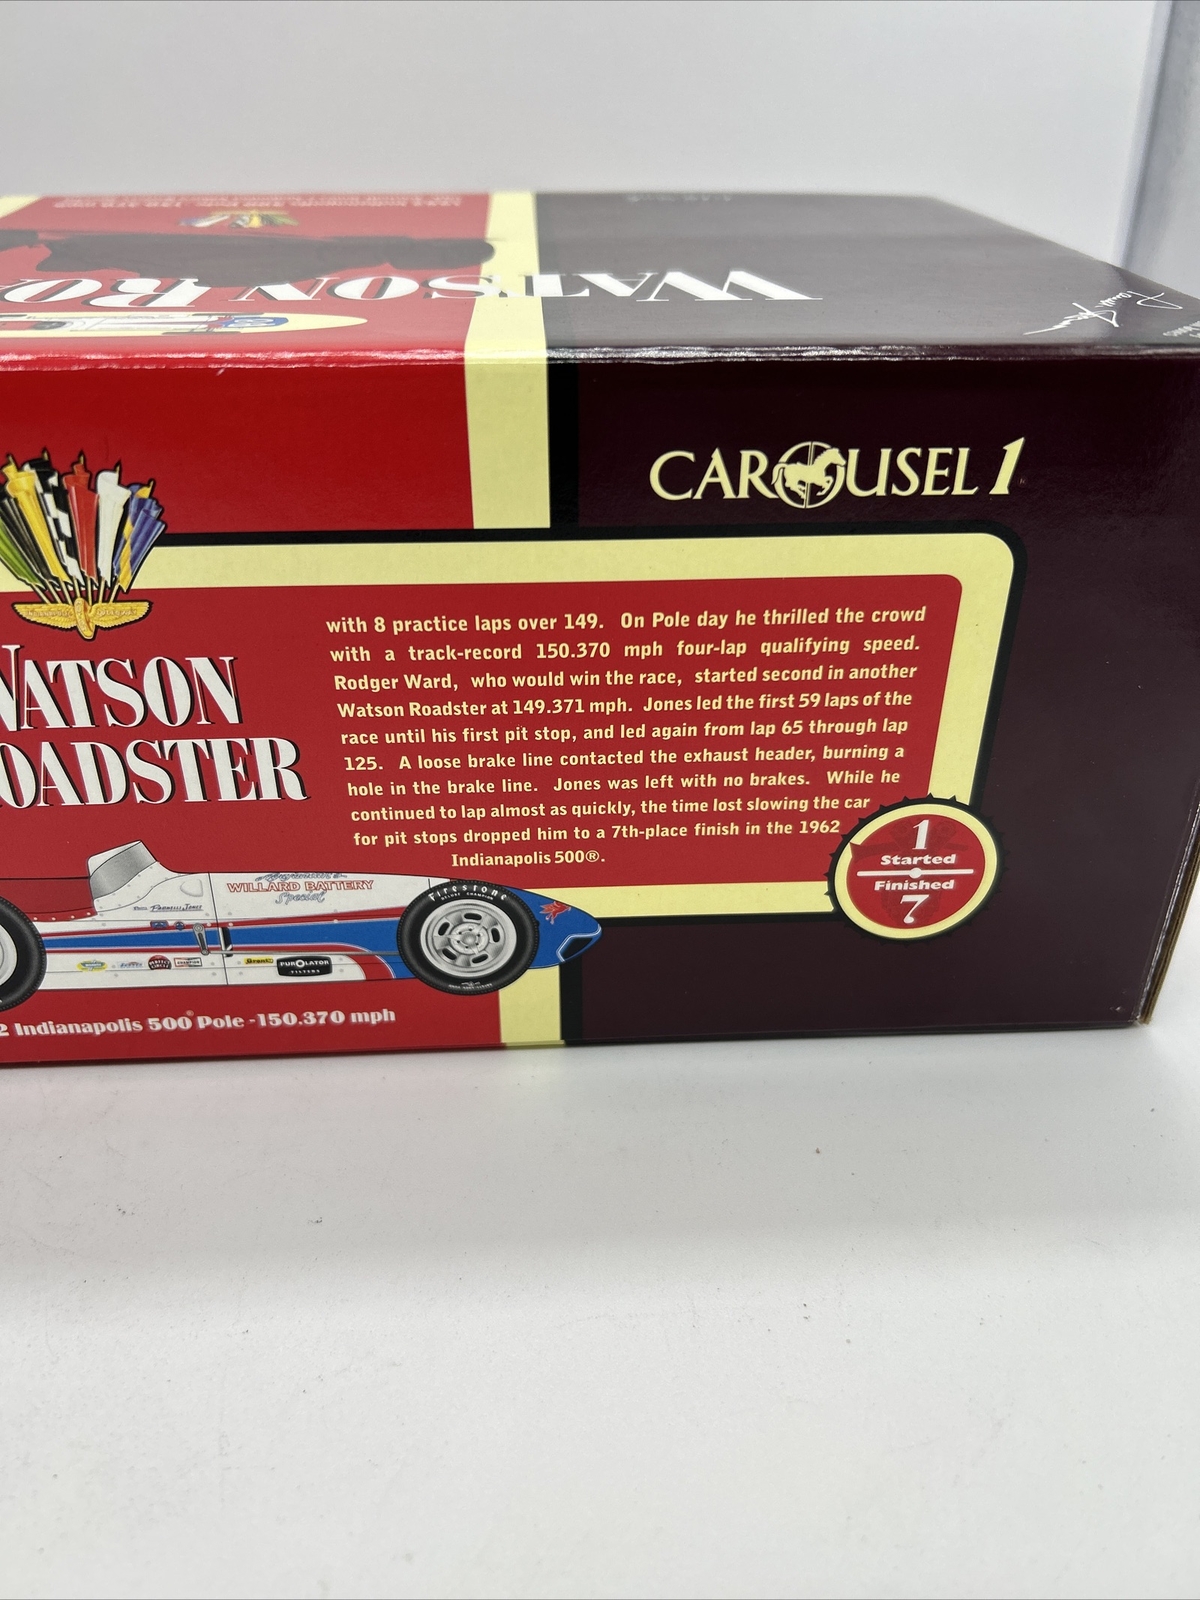 WATSON ROA
CAROUSEL 1
with 8 practice laps over 149. On Pole day he thrilled the crowd
with a track-record 150.370 mph four-lap qualifying speed.
Rodger Ward, who would win the race, started second in another
Watson Roadster at 149.371 mph. Jones led the first 59 laps of the
race until his first pit stop, and led again from lap 65 through lap
125. A loose brake line contacted the exhaust header, burning a
hole in the brake line. Jones was left with no brakes. While he
continued to lap almost as quickly, the time lost slowing the car
for pit stops dropped him to a 7th-place finish in the 1962
Indianapolis 500®.
WATSON
OADSTER
1
Started
Finished
7
WILLARD BATTERY
Special
Firestone
Parnelli Jones
PUROLATOR
FILTERS
2 Indianapolis 500® Pole - 150.370 mph